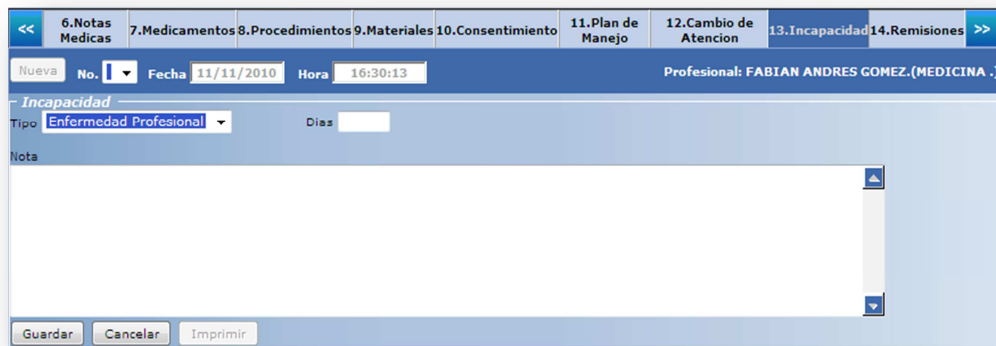 << 6.Notas Medicas 7.Medicamentos 8.Procedimientos 9.Materiales 10.Consentimiento 11.Plan de Manejo 12.Cambio de Atencion 13.Incapacidad 14.Remisiones >>
Nueva No. Fecha 11/11/2010 Hora 16:30:13 Profesional: FABIAN ANDRES GOMEZ.(MEDICINA .)
Incapacidad
Tipo Enfermedad Profesional Dias
Nota
Guardar Cancelar Imprimir